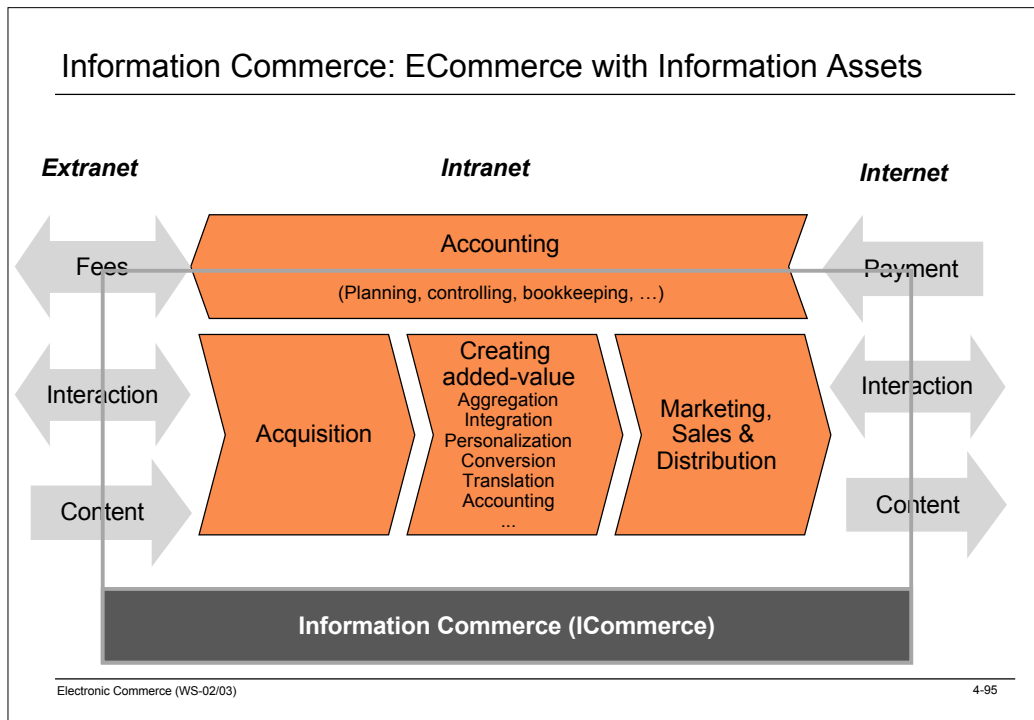 Information Commerce: ECommerce with Information Assets
Extranet
Intranet
Internet
Fees
Accounting
(Planning, controlling, bookkeeping, …)
Payment
Interaction
Acquisition
Creating
added-value
Aggregation
Integration
Personalization
Conversion
Translation
Accounting
...
Marketing,
Sales &
Distribution
Interaction
Content
Content
Information Commerce (ICommerce)
Electronic Commerce (WS-02/03)
4-95